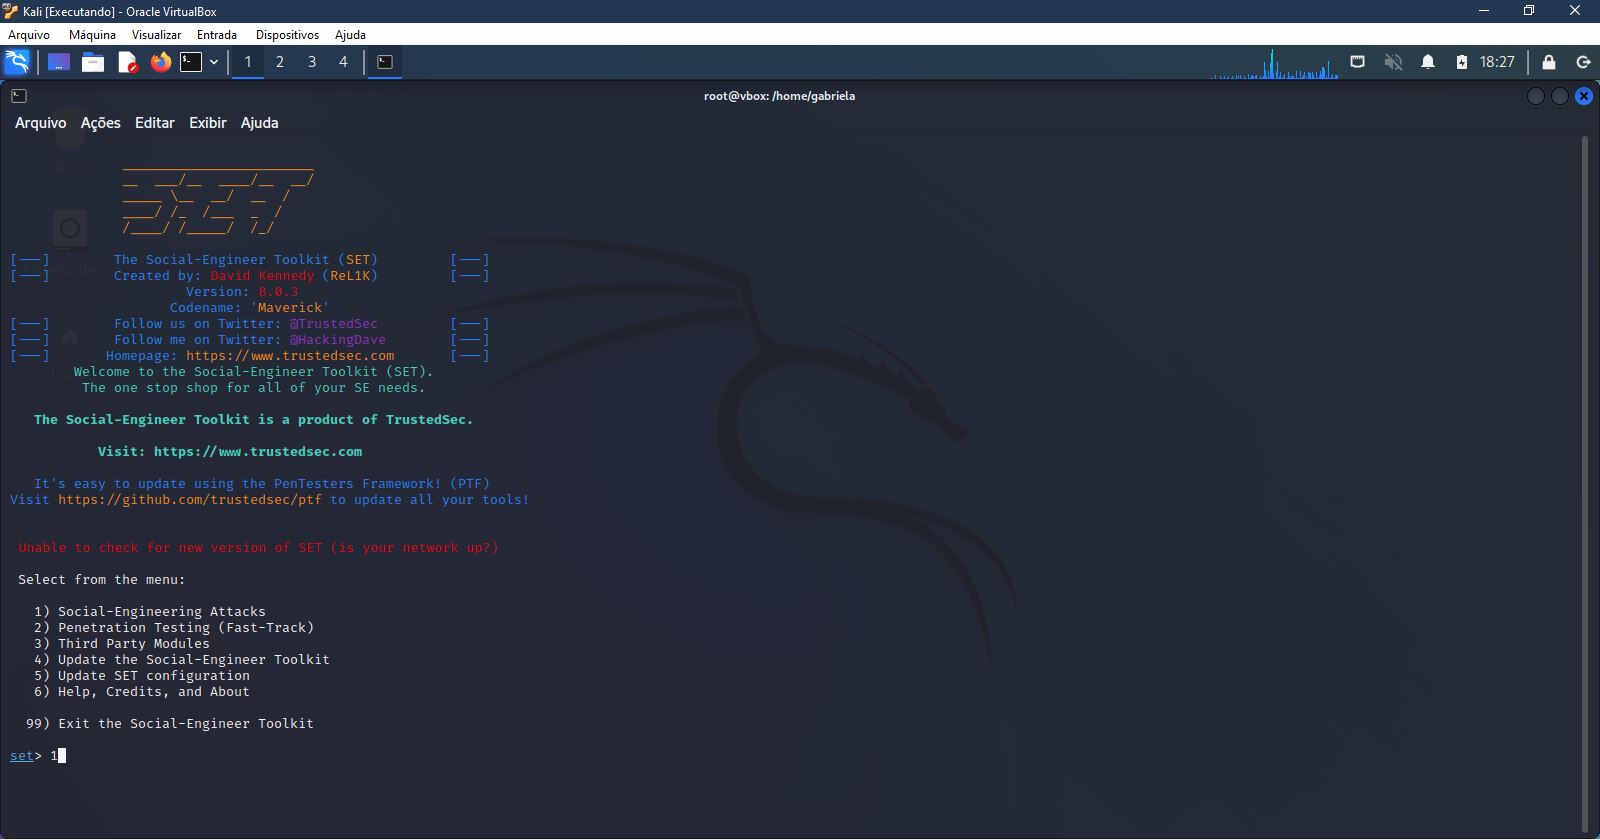 Kali [Executando] - Oracle VirtualBox
Arquivo Máquina Visualizar Entrada Dispositivos Ajuda
1 2 3 4 18:27
root@vbox: /home/gabriela
Arquivo Ações Editar Exibir Ajuda
Lixeira
[---] The Social-Engineer Toolkit (SET) [---]
Sistema de
[---] Created by: David Kennedy (ReL1K) [---]
Version: 8.0.3
Codename: 'Maverick'
[---] Follow us on Twitter: @TrustedSec [---]
[---] Follow me on Twitter: @HackingDave [---]
[---] Homepage: https://www.trustedsec.com [---]
Welcome to the Social-Engineer Toolkit (SET).
The one stop shop for all of your SE needs.
The Social-Engineer Toolkit is a product of TrustedSec.
Visit: https://www.trustedsec.com
It's easy to update using the PenTesters Framework! (PTF)
Visit https://github.com/trustedsec/ptf to update all your tools!
Unable to check for new version of SET (is your network up?)
Select from the menu:
1) Social-Engineering Attacks
2) Penetration Testing (Fast-Track)
3) Third Party Modules
4) Update the Social-Engineer Toolkit
5) Update SET configuration
6) Help, Credits, and About
99) Exit the Social-Engineer Toolkit
set> 1